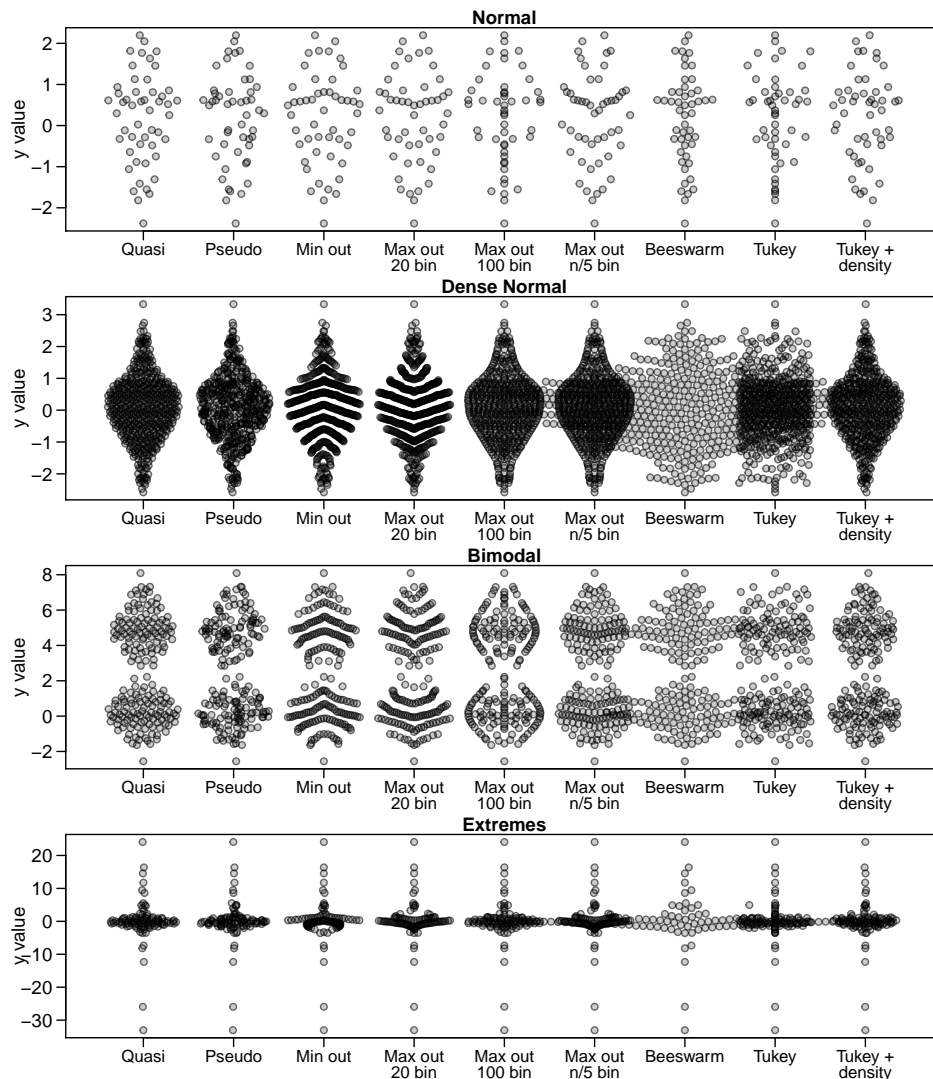 Normal
y value
2
1
0
−1
−2
Quasi
Pseudo
Min out
Max out
20 bin
Max out
100 bin
Max out
n/5 bin
Beeswarm
Tukey
Tukey +
density
Dense Normal
y value
3
2
1
0
−1
−2
Quasi
Pseudo
Min out
Max out
20 bin
Max out
100 bin
Max out
n/5 bin
Beeswarm
Tukey
Tukey +
density
Bimodal
y value
8
6
4
2
0
−2
Quasi
Pseudo
Min out
Max out
20 bin
Max out
100 bin
Max out
n/5 bin
Beeswarm
Tukey
Tukey +
density
Extremes
y value
20
10
0
−10
−20
−30
Quasi
Pseudo
Min out
Max out
20 bin
Max out
100 bin
Max out
n/5 bin
Beeswarm
Tukey
Tukey +
density